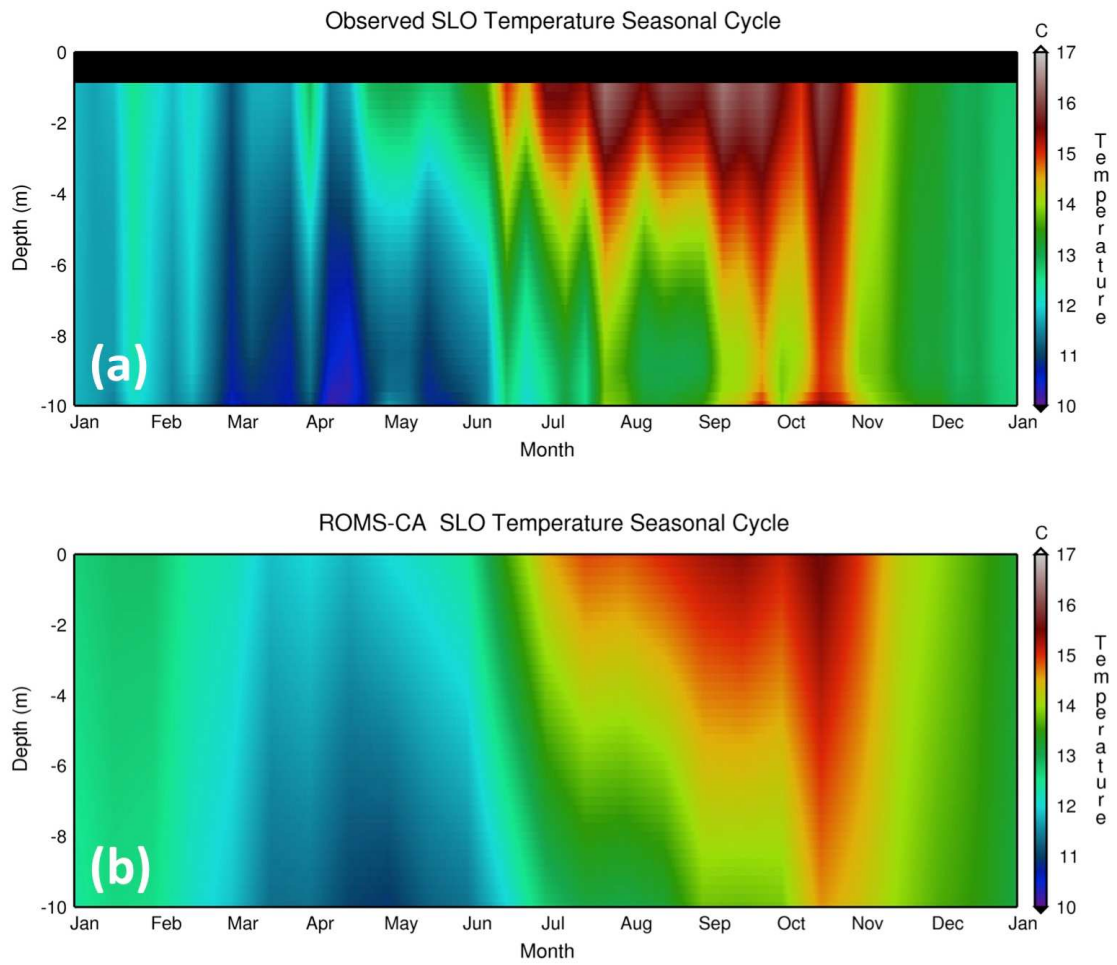 Observed SLO Temperature Seasonal Cycle
C
0
-2
-4
-6
-8
-10
Depth (m)
(a)
Jan Feb Mar Apr May Jun Jul Aug Sep Oct Nov Dec Jan
Month
17
16
15
14
13
12
11
10
Temperature
ROMS-CA SLO Temperature Seasonal Cycle
C
0
-2
-4
-6
-8
-10
Depth (m)
(b)
Jan Feb Mar Apr May Jun Jul Aug Sep Oct Nov Dec Jan
Month
17
16
15
14
13
12
11
10
Temperature